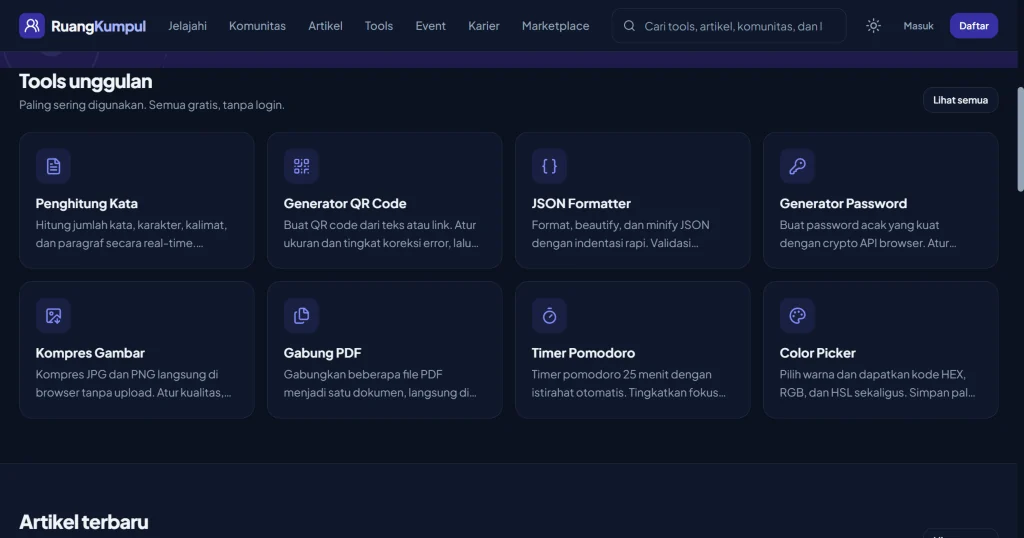 RuangKumpul
Jelajahi
Komunitas
Artikel
Tools
Event
Karier
Marketplace
Cari tools, artikel, komunitas, dan l
Masuk
Daftar
Tools unggulan
Paling sering digunakan. Semua gratis, tanpa login.
Lihat semua
Penghitung Kata
Hitung jumlah kata, karakter, kalimat,
dan paragraf secara real-time....
Generator QR Code
Buat QR code dari teks atau link. Atur
ukuran dan tingkat koreksi error, lalu...
JSON Formatter
Format, beautify, dan minify JSON
dengan indentasi rapi. Validasi...
Generator Password
Buat password acak yang kuat
dengan crypto API browser. Atur...
Kompres Gambar
Kompres JPG dan PNG langsung di
browser tanpa upload. Atur kualitas,...
Gabung PDF
Gabungkan beberapa file PDF
menjadi satu dokumen, langsung di...
Timer Pomodoro
Timer pomodoro 25 menit dengan
istirahat otomatis. Tingkatkan fokus...
Color Picker
Pilih warna dan dapatkan kode HEX,
RGB, dan HSL sekaligus. Simpan pal...
Artikel terbaru